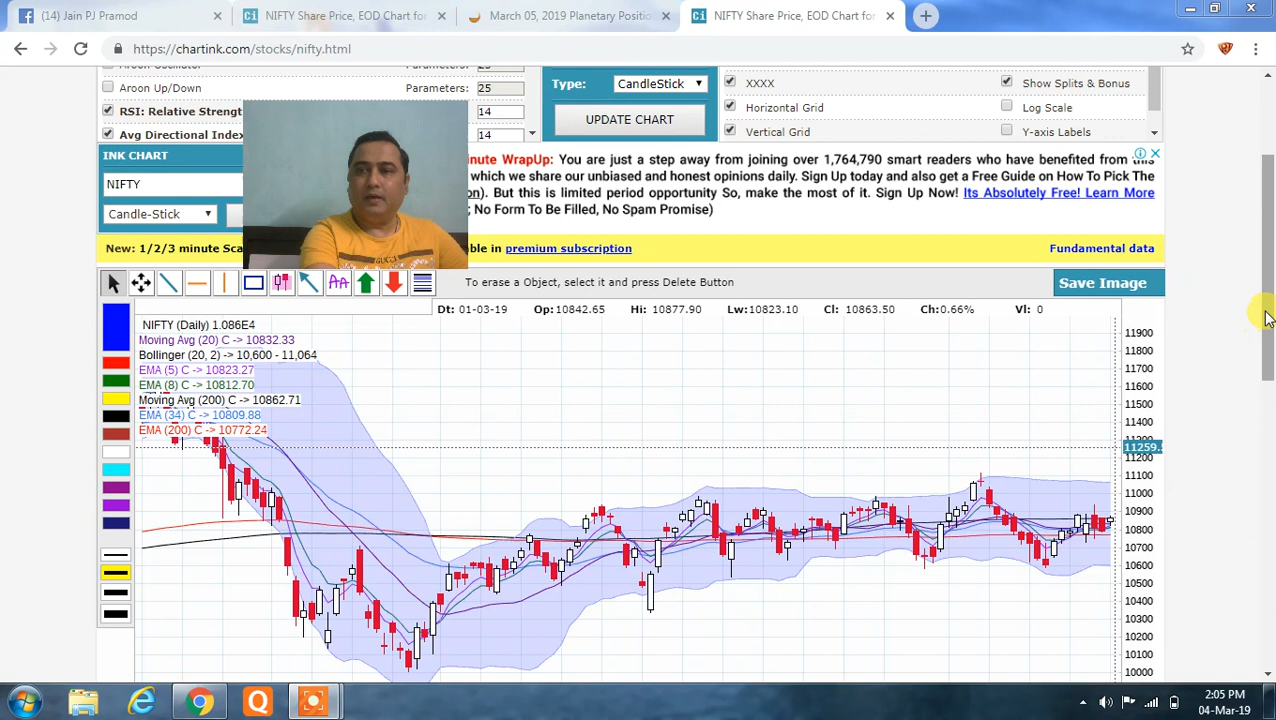 (14) Jain PJ Pramod
NIFTY Share Price, EOD Chart for
March 05, 2019 Planetary Positio
NIFTY Share Price, EOD Chart for
https://chartink.com/stocks/nifty.html
Parameters: 25
Aroon Up/Down Parameters: 25
RSI: Relative Strengt 14
Avg Directional Index 14
Type: CandleStick
UPDATE CHART
XXXX Show Splits & Bonus
Horizontal Grid Log Scale
Vertical Grid Y-axis Labels
INK CHART
NIFTY
Candle-Stick
nute WrapUp: You are just a step away from joining over 1,764,790 smart readers who have benefited from this
which we share our unbiased and honest opinions daily. Sign Up today and also get a Free Guide on How To Pick The
). But this is limited period opportunity So, make the most of it. Sign Up Now! Its Absolutely Free! Learn More
; No Form To Be Filled, No Spam Promise)
New: 1/2/3 minute Sca ble in premium subscription Fundamental data
To erase a Object, select it and press Delete Button
Save Image
Dt: 01-03-19 Op: 10842.65 Hi: 10877.90 Lw: 10823.10 Cl: 10863.50 Ch:0.66% Vl: 0
NIFTY (Daily) 1.086E4
Moving Avg (20) C -> 10832.33
Bollinger (20, 2) -> 10,600 - 11,064
EMA (5) C -> 10823.27
EMA (8) C -> 10812.70
Moving Avg (200) C -> 10862.71
EMA (34) C -> 10809.88
EMA (200) C -> 10772.24
11900
11800
11700
11600
11500
11400
11300
11259.
11200
11100
11000
10900
10800
10700
10600
10500
10400
10300
10200
10100
10000
2:05 PM
04-Mar-19